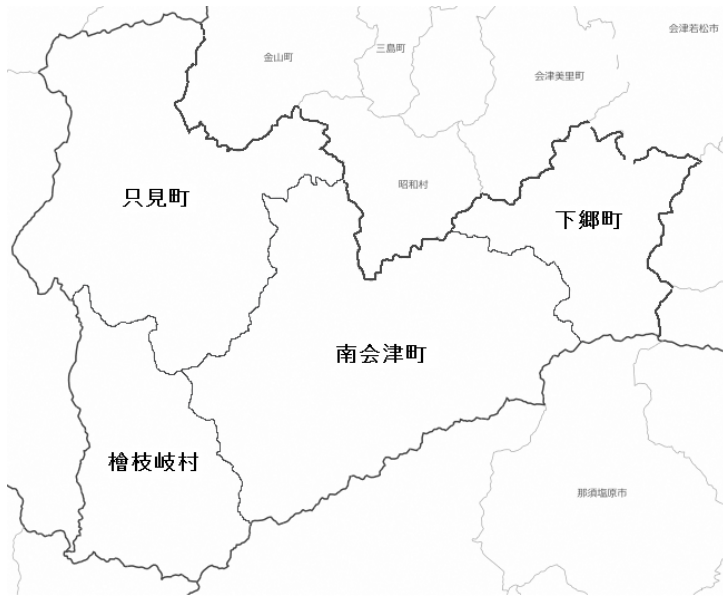 会津若松市
三島町
金山町
会津美里町
昭和村
只見町
下郷町
南会津町
檜枝岐村
那須塩原市